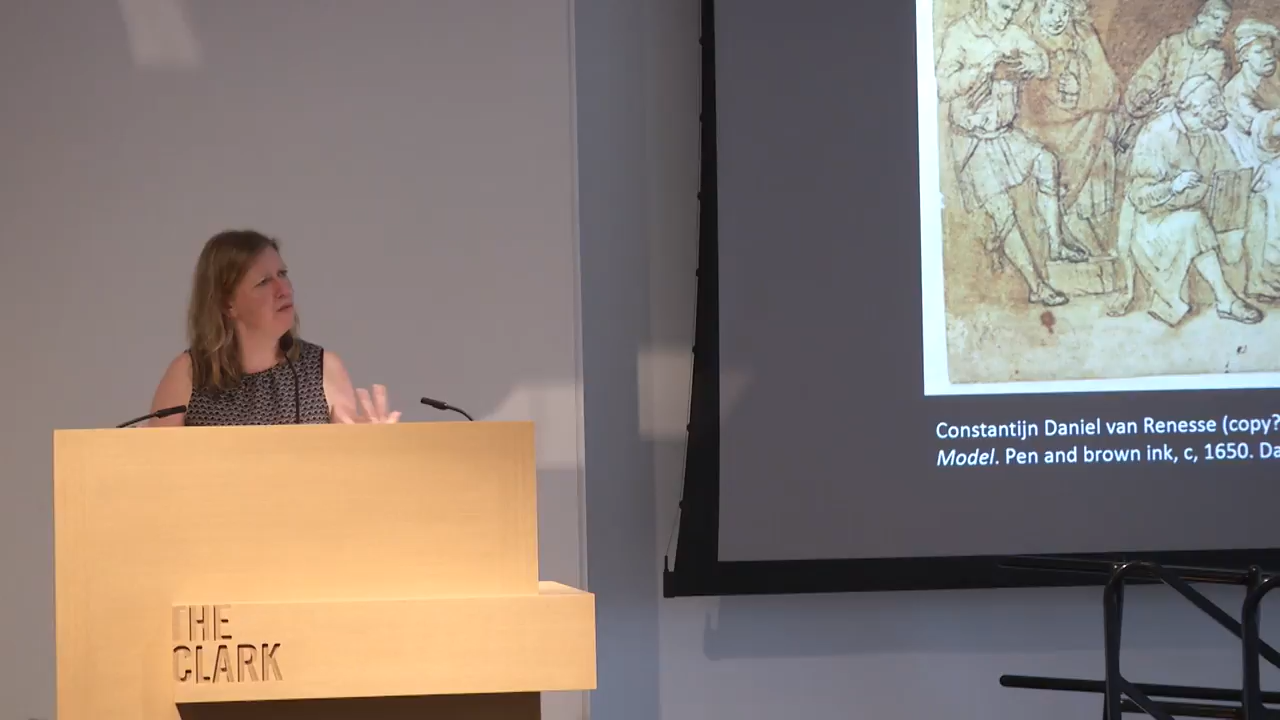 THE
CLARK
Constantijn Daniel van Renesse (copy?
Model. Pen and brown ink, c, 1650. Da